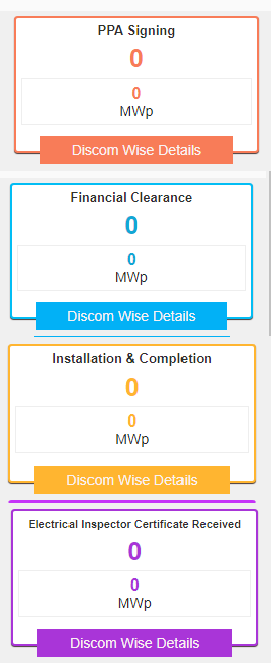 PPA Signing
0
0
MWp
Discom Wise Details
Financial Clearance
0
0
MWp
Discom Wise Details
Installation & Completion
0
0
MWp
Discom Wise Details
Electrical Inspector Certificate Received
0
0
MWp
Discom Wise Details